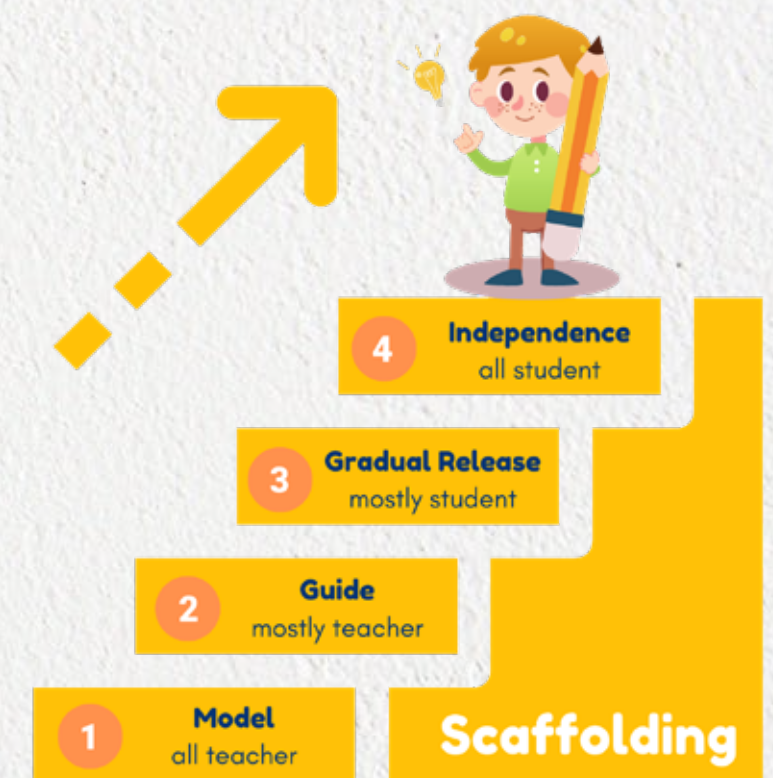 4
Independence
all student
3
Gradual Release
mostly student
2
Guide
mostly teacher
1
Model
all teacher
Scaffolding